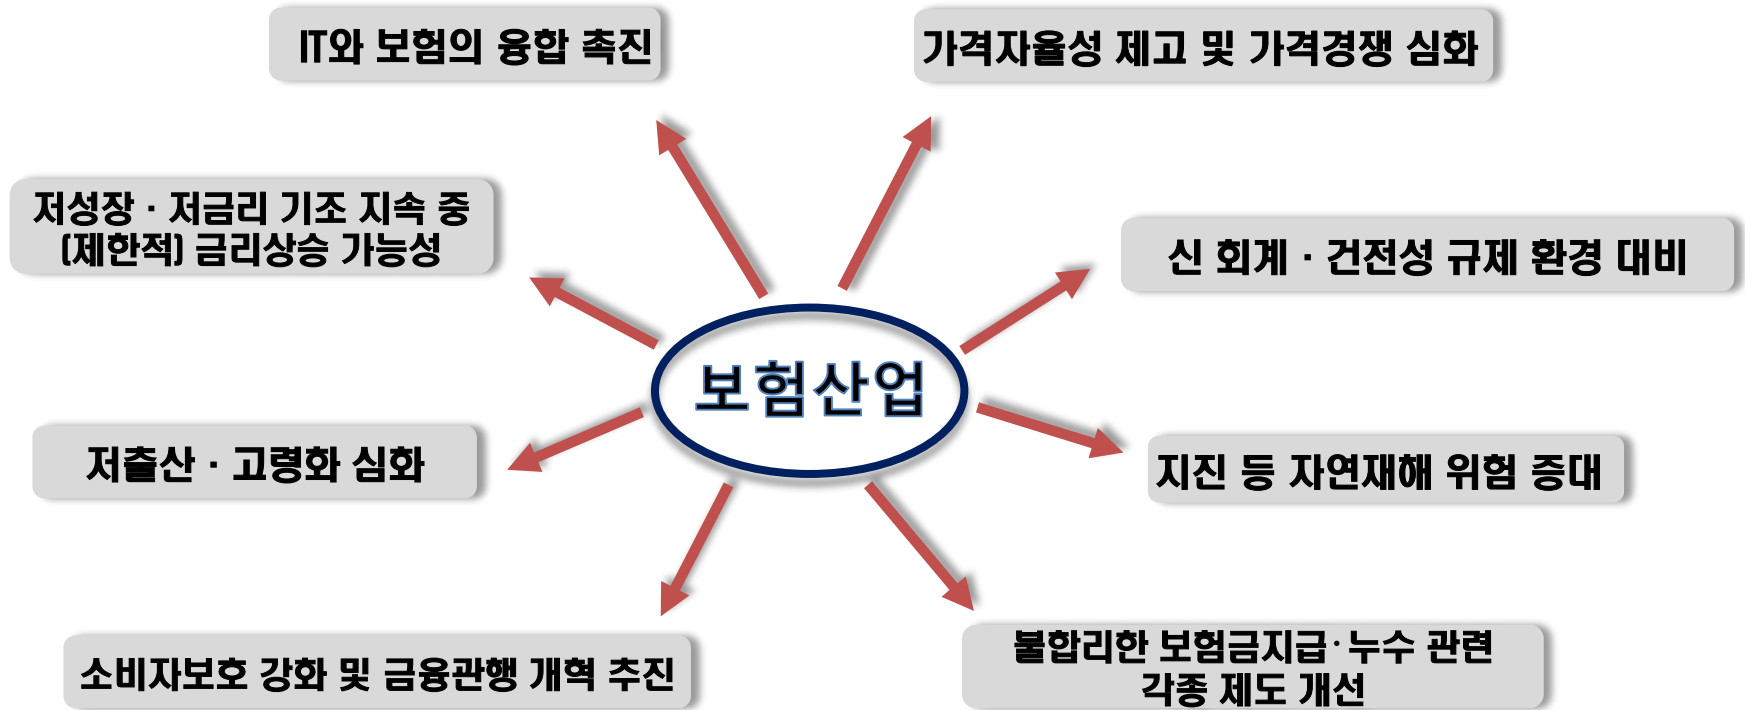 IT와 보험의 융합 촉진
가격자율성 제고 및 가격경쟁 심화
저성장 · 저금리 기조 지속 중
(제한적) 금리상승 가능성
신 회계 · 건전성 규제 환경 대비
보험산업
저출산 · 고령화 심화
지진 등 자연재해 위험 증대
소비자보호 강화 및 금융관행 개혁 추진
불합리한 보험금지급·누수 관련
각종 제도 개선